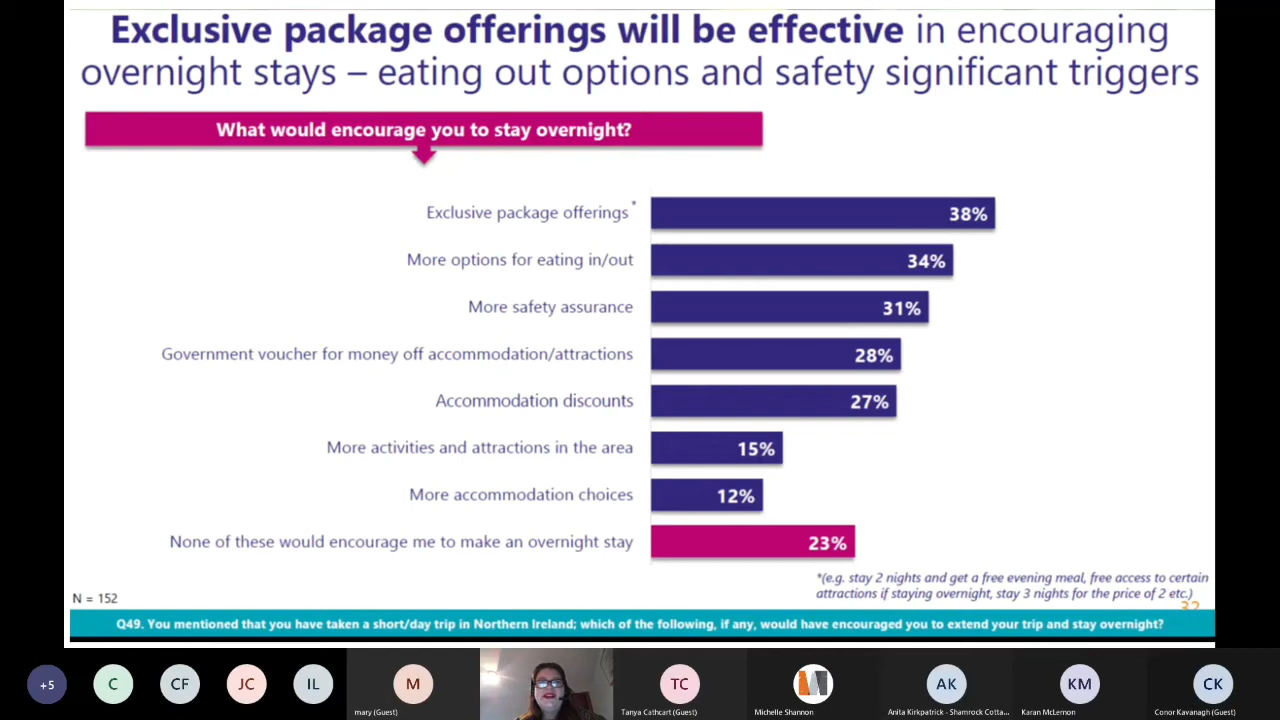 Exclusive package offerings will be effective in encouraging
overnight stays – eating out options and safety significant triggers
What would encourage you to stay overnight?
Exclusive package offerings *
38%
More options for eating in/out
34%
More safety assurance
31%
Government voucher for money off accommodation/attractions
28%
Accommodation discounts
27%
More activities and attractions in the area
15%
More accommodation choices
12%
None of these would encourage me to make an overnight stay
23%
*(e.g. stay 2 nights and get a free evening meal, free access to certain
attractions if staying overnight, stay 3 nights for the price of 2 etc.)
N = 152
32
Q49. You mentioned that you have taken a short/day trip in Northern Ireland; which of the following, if any, would have encouraged you to extend your trip and stay overnight?
+5
C
CF
JC
IL
M
TC
AK
KM
CK
mary (Guest)
Tanya Cathcart (Guest)
Michelle Shannon
Anita Kirkpatrick - Shamrock Cotta...
Karan McLernon
Conor Kavanagh (Guest)